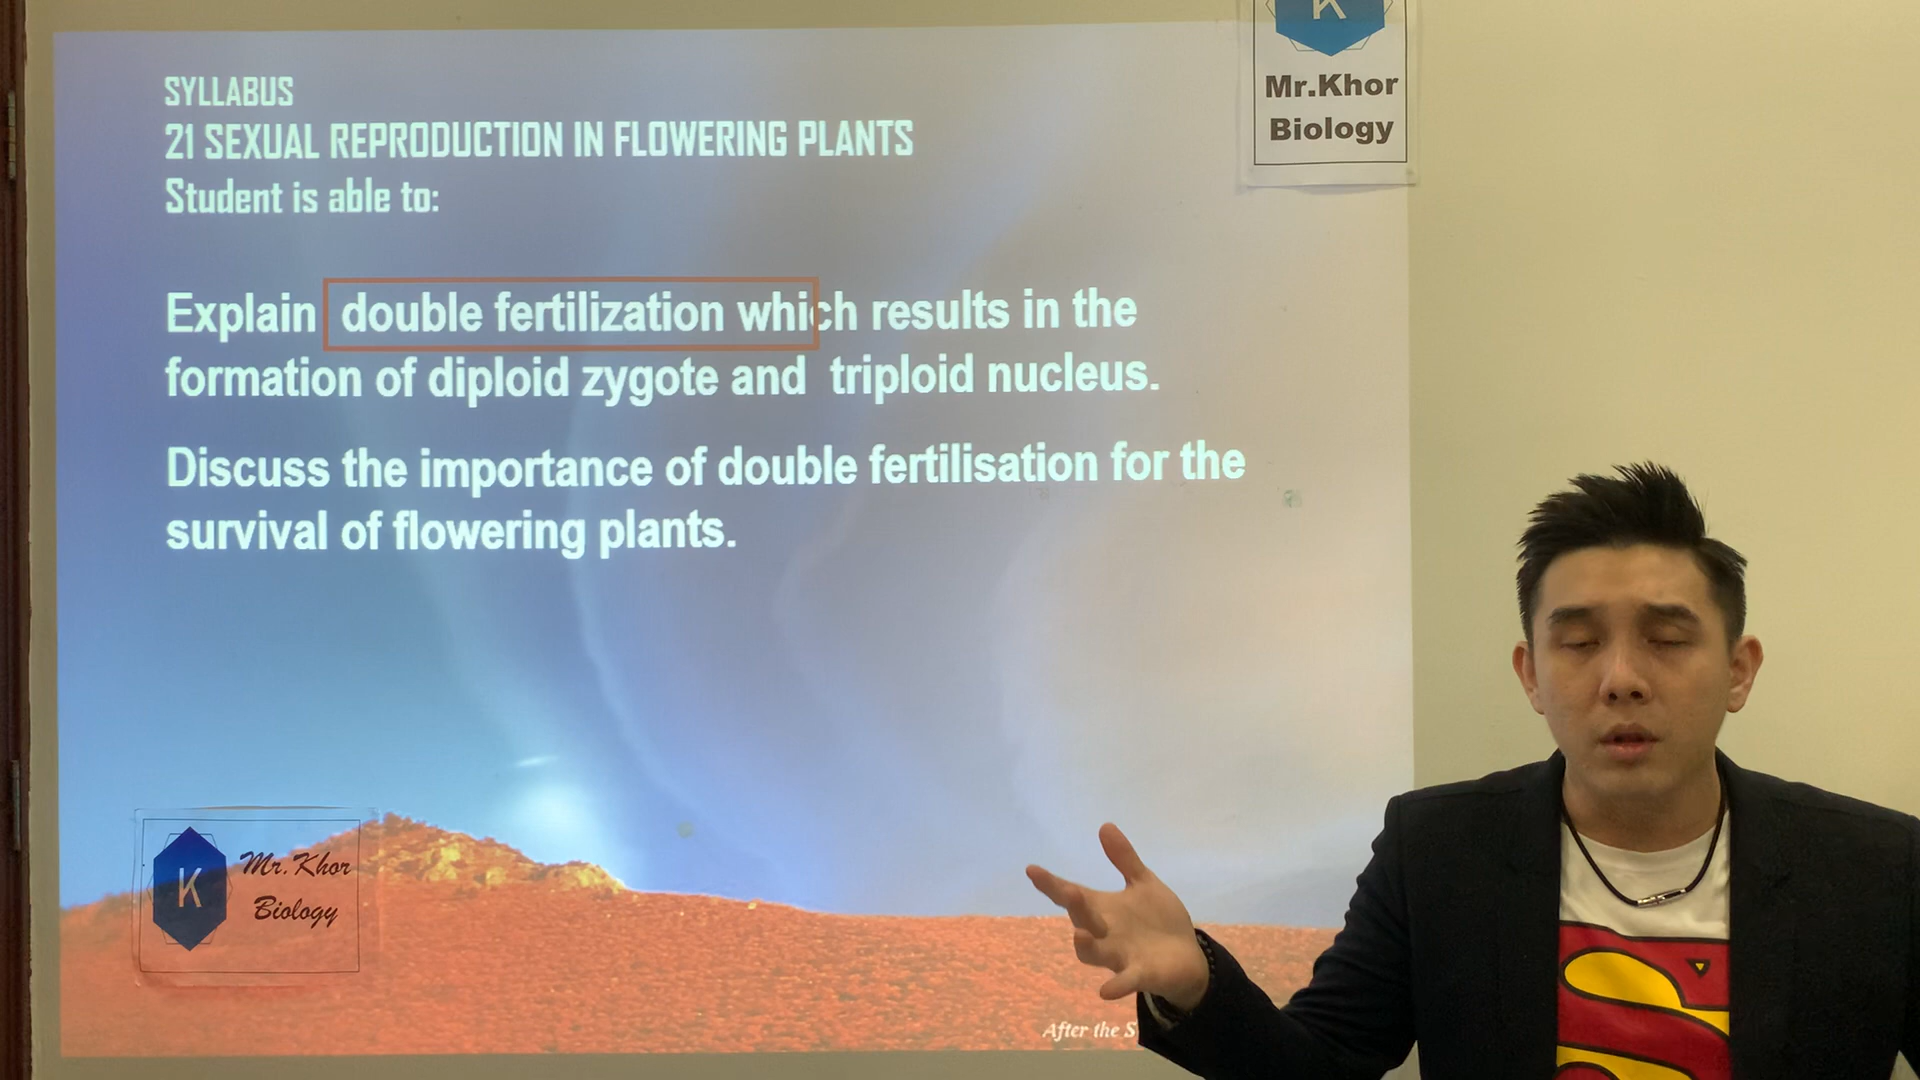 K
Mr.Khor
Biology
SYLLABUS
21 SEXUAL REPRODUCTION IN FLOWERING PLANTS
Student is able to:
Explain double fertilization which results in the
formation of diploid zygote and triploid nucleus.
Discuss the importance of double fertilisation for the
survival of flowering plants.
K
Mr.Khor
Biology
After the S